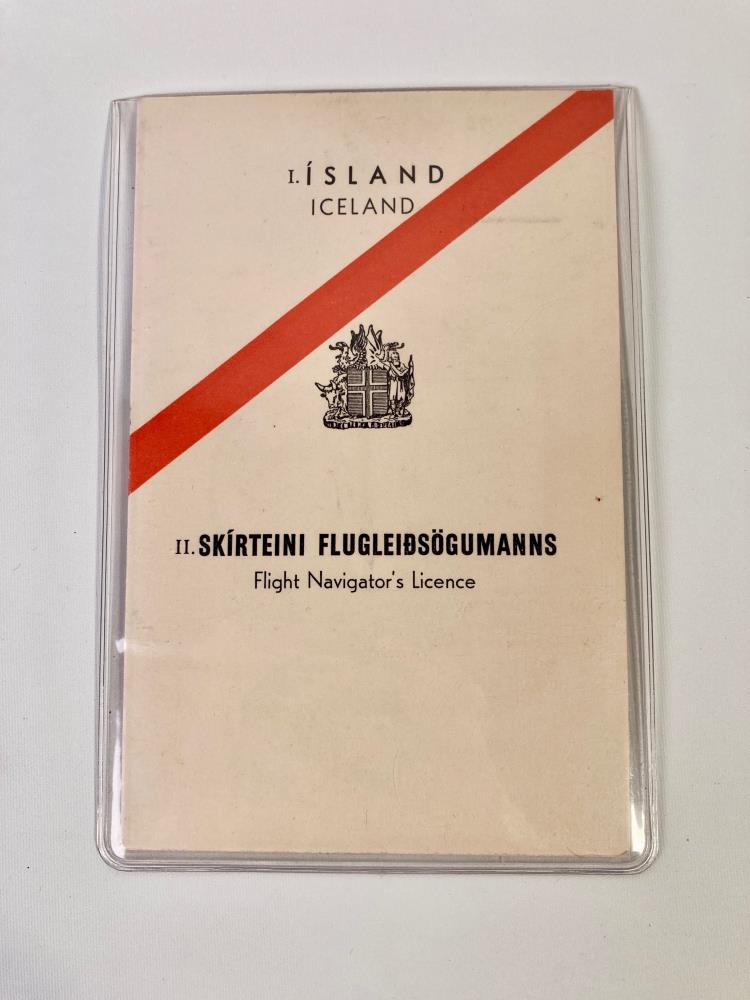 I. ÍSLAND
ICELAND
II. SKÍRTEINI FLUGLEIÐSÖGUMANNS
Flight Navigator's Licence